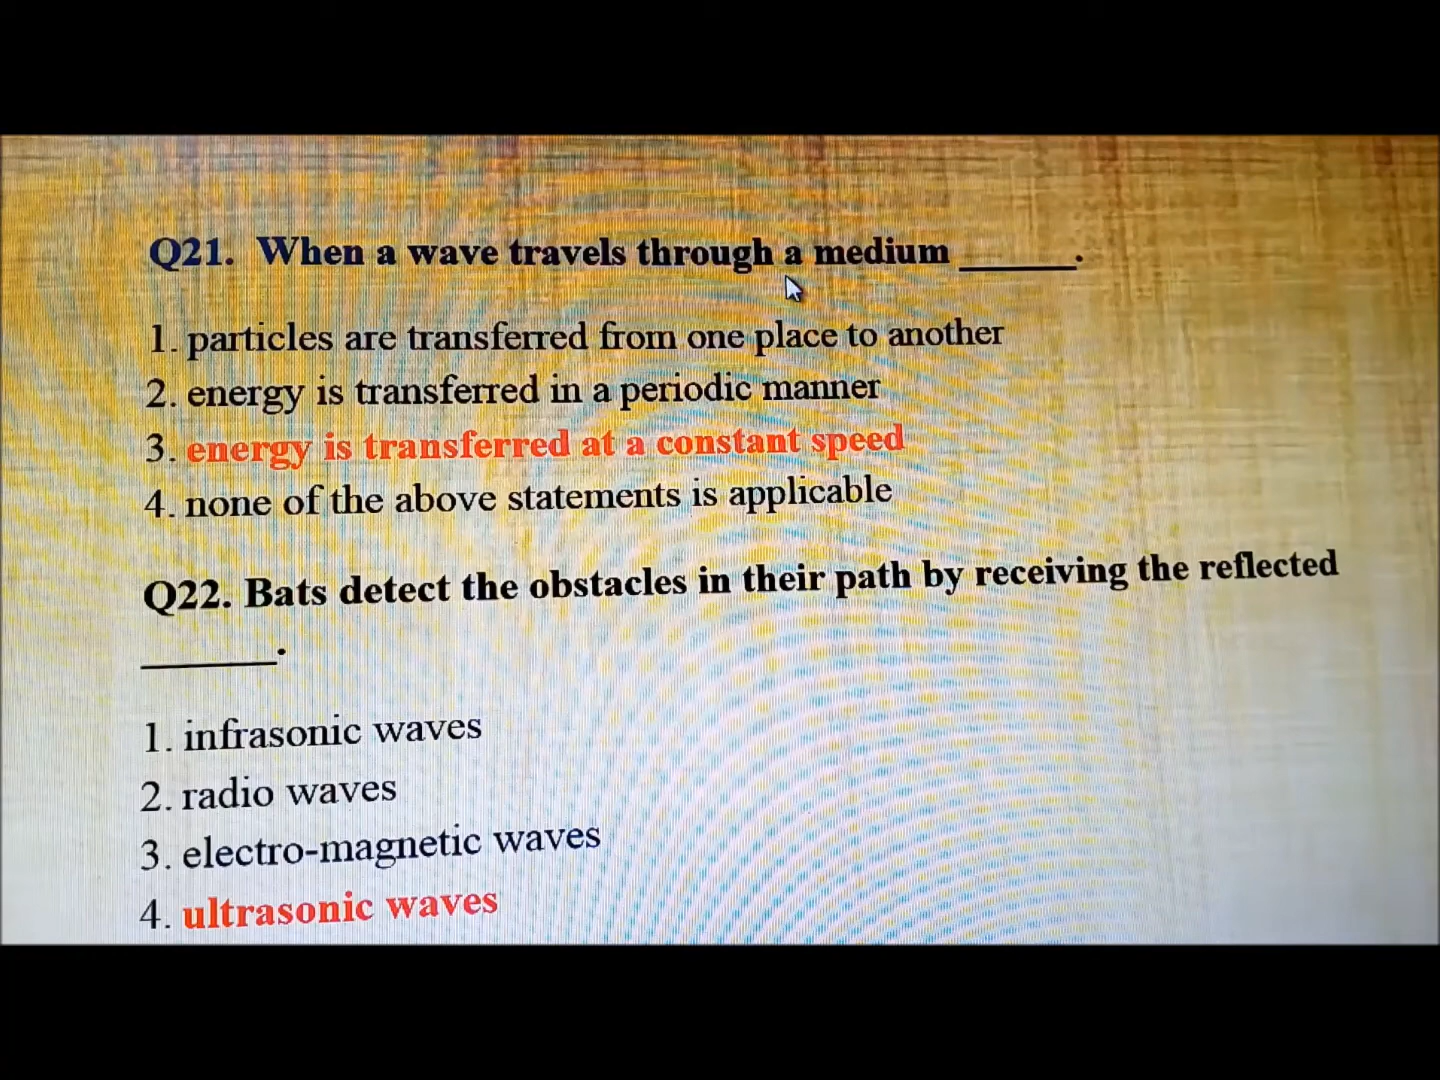 Q21. When a wave travels through a medium ______.
1. particles are transferred from one place to another
2. energy is transferred in a periodic manner
3. energy is transferred at a constant speed
4. none of the above statements is applicable
Q22. Bats detect the obstacles in their path by receiving the reflected
_______.
1. infrasonic waves
2. radio waves
3. electro-magnetic waves
4. ultrasonic waves